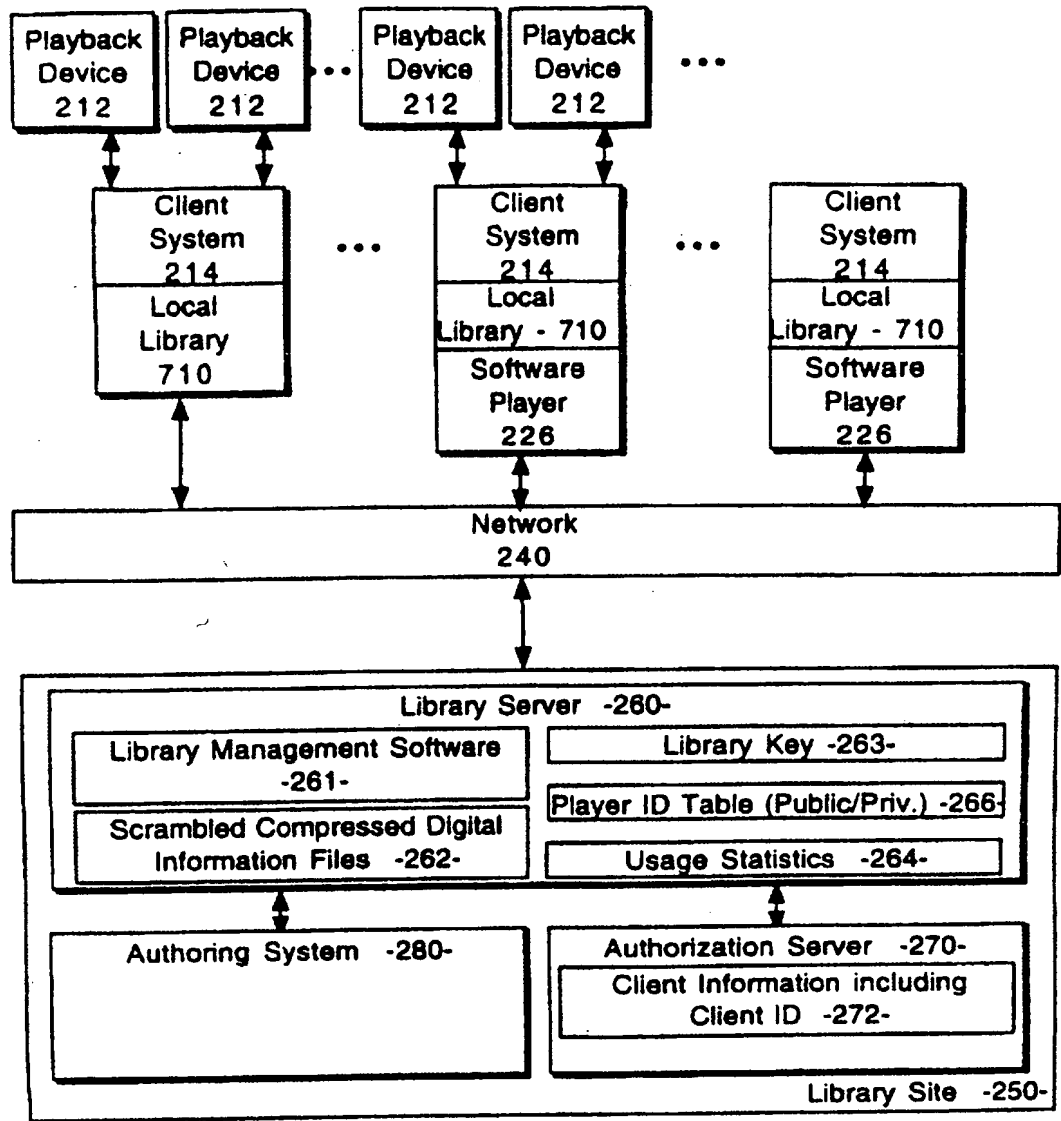 Playback
Device
212
Playback
Device
212
...
Playback
Device
212
Playback
Device
212
...
Client
System
214
Local
Library
710
...
Client
System
214
Local
Library - 710
Software
Player
226
...
Client
System
214
Local
Library - 710
Software
Player
226
Network
240
Library Server -260-
Library Management Software
-261-
Scrambled Compressed Digital
Information Files -262-
Library Key -263-
Player ID Table (Public/Priv.) -266-
Usage Statistics -264-
Authoring System -280-
Authorization Server -270-
Client Information including
Client ID -272-
Library Site -250-